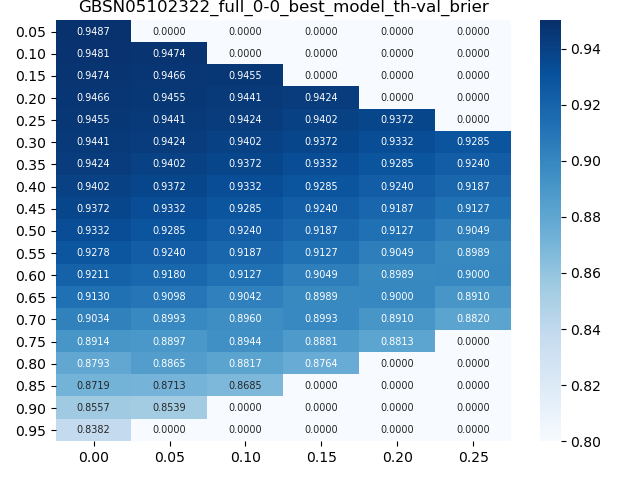 GBSN05102322_full_0-0_best_model_th-val_brier
0.05 0.9487 0.0000 0.0000 0.0000 0.0000 0.0000
0.10 0.9481 0.9474 0.0000 0.0000 0.0000 0.0000
0.15 0.9474 0.9466 0.9455 0.0000 0.0000 0.0000
0.20 0.9466 0.9455 0.9441 0.9424 0.0000 0.0000
0.25 0.9455 0.9441 0.9424 0.9402 0.9372 0.0000
0.30 0.9441 0.9424 0.9402 0.9372 0.9332 0.9285
0.35 0.9424 0.9402 0.9372 0.9332 0.9285 0.9240
0.40 0.9402 0.9372 0.9332 0.9285 0.9240 0.9187
0.45 0.9372 0.9332 0.9285 0.9240 0.9187 0.9127
0.50 0.9332 0.9285 0.9240 0.9187 0.9127 0.9049
0.55 0.9278 0.9240 0.9187 0.9127 0.9049 0.8989
0.60 0.9211 0.9180 0.9127 0.9049 0.8989 0.9000
0.65 0.9130 0.9098 0.9042 0.8989 0.9000 0.8910
0.70 0.9034 0.8993 0.8960 0.8993 0.8910 0.8820
0.75 0.8914 0.8897 0.8944 0.8881 0.8813 0.0000
0.80 0.8793 0.8865 0.8817 0.8764 0.0000 0.0000
0.85 0.8719 0.8713 0.8685 0.0000 0.0000 0.0000
0.90 0.8557 0.8539 0.0000 0.0000 0.0000 0.0000
0.95 0.8382 0.0000 0.0000 0.0000 0.0000 0.0000
0.00 0.05 0.10 0.15 0.20 0.25
0.94
0.92
0.90
0.88
0.86
0.84
0.82
0.80